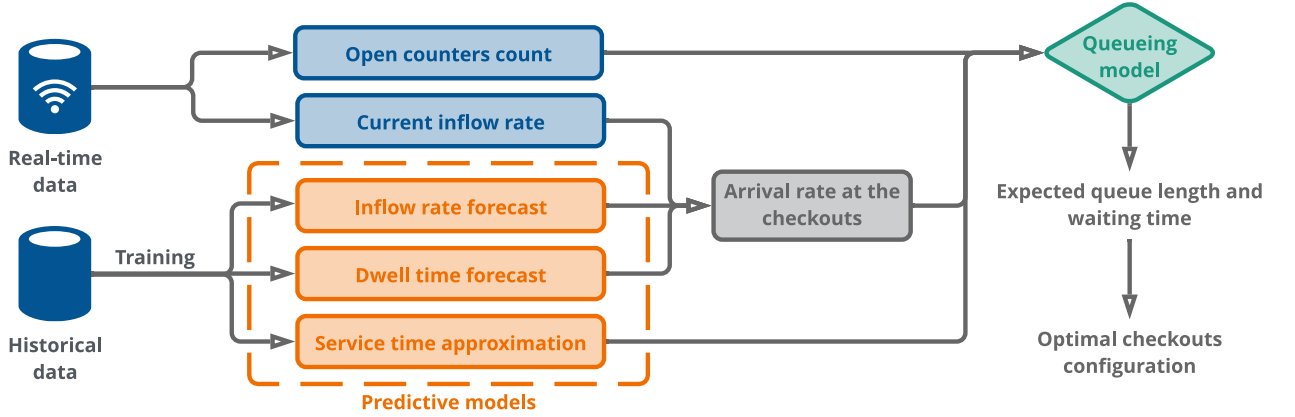 Real-time
data
Historical
data
Training
Open counters count
Current inflow rate
Inflow rate forecast
Dwell time forecast
Service time approximation
Predictive models
Arrival rate at the
checkouts
Queueing
model
Expected queue length and
waiting time
Optimal checkouts
configuration